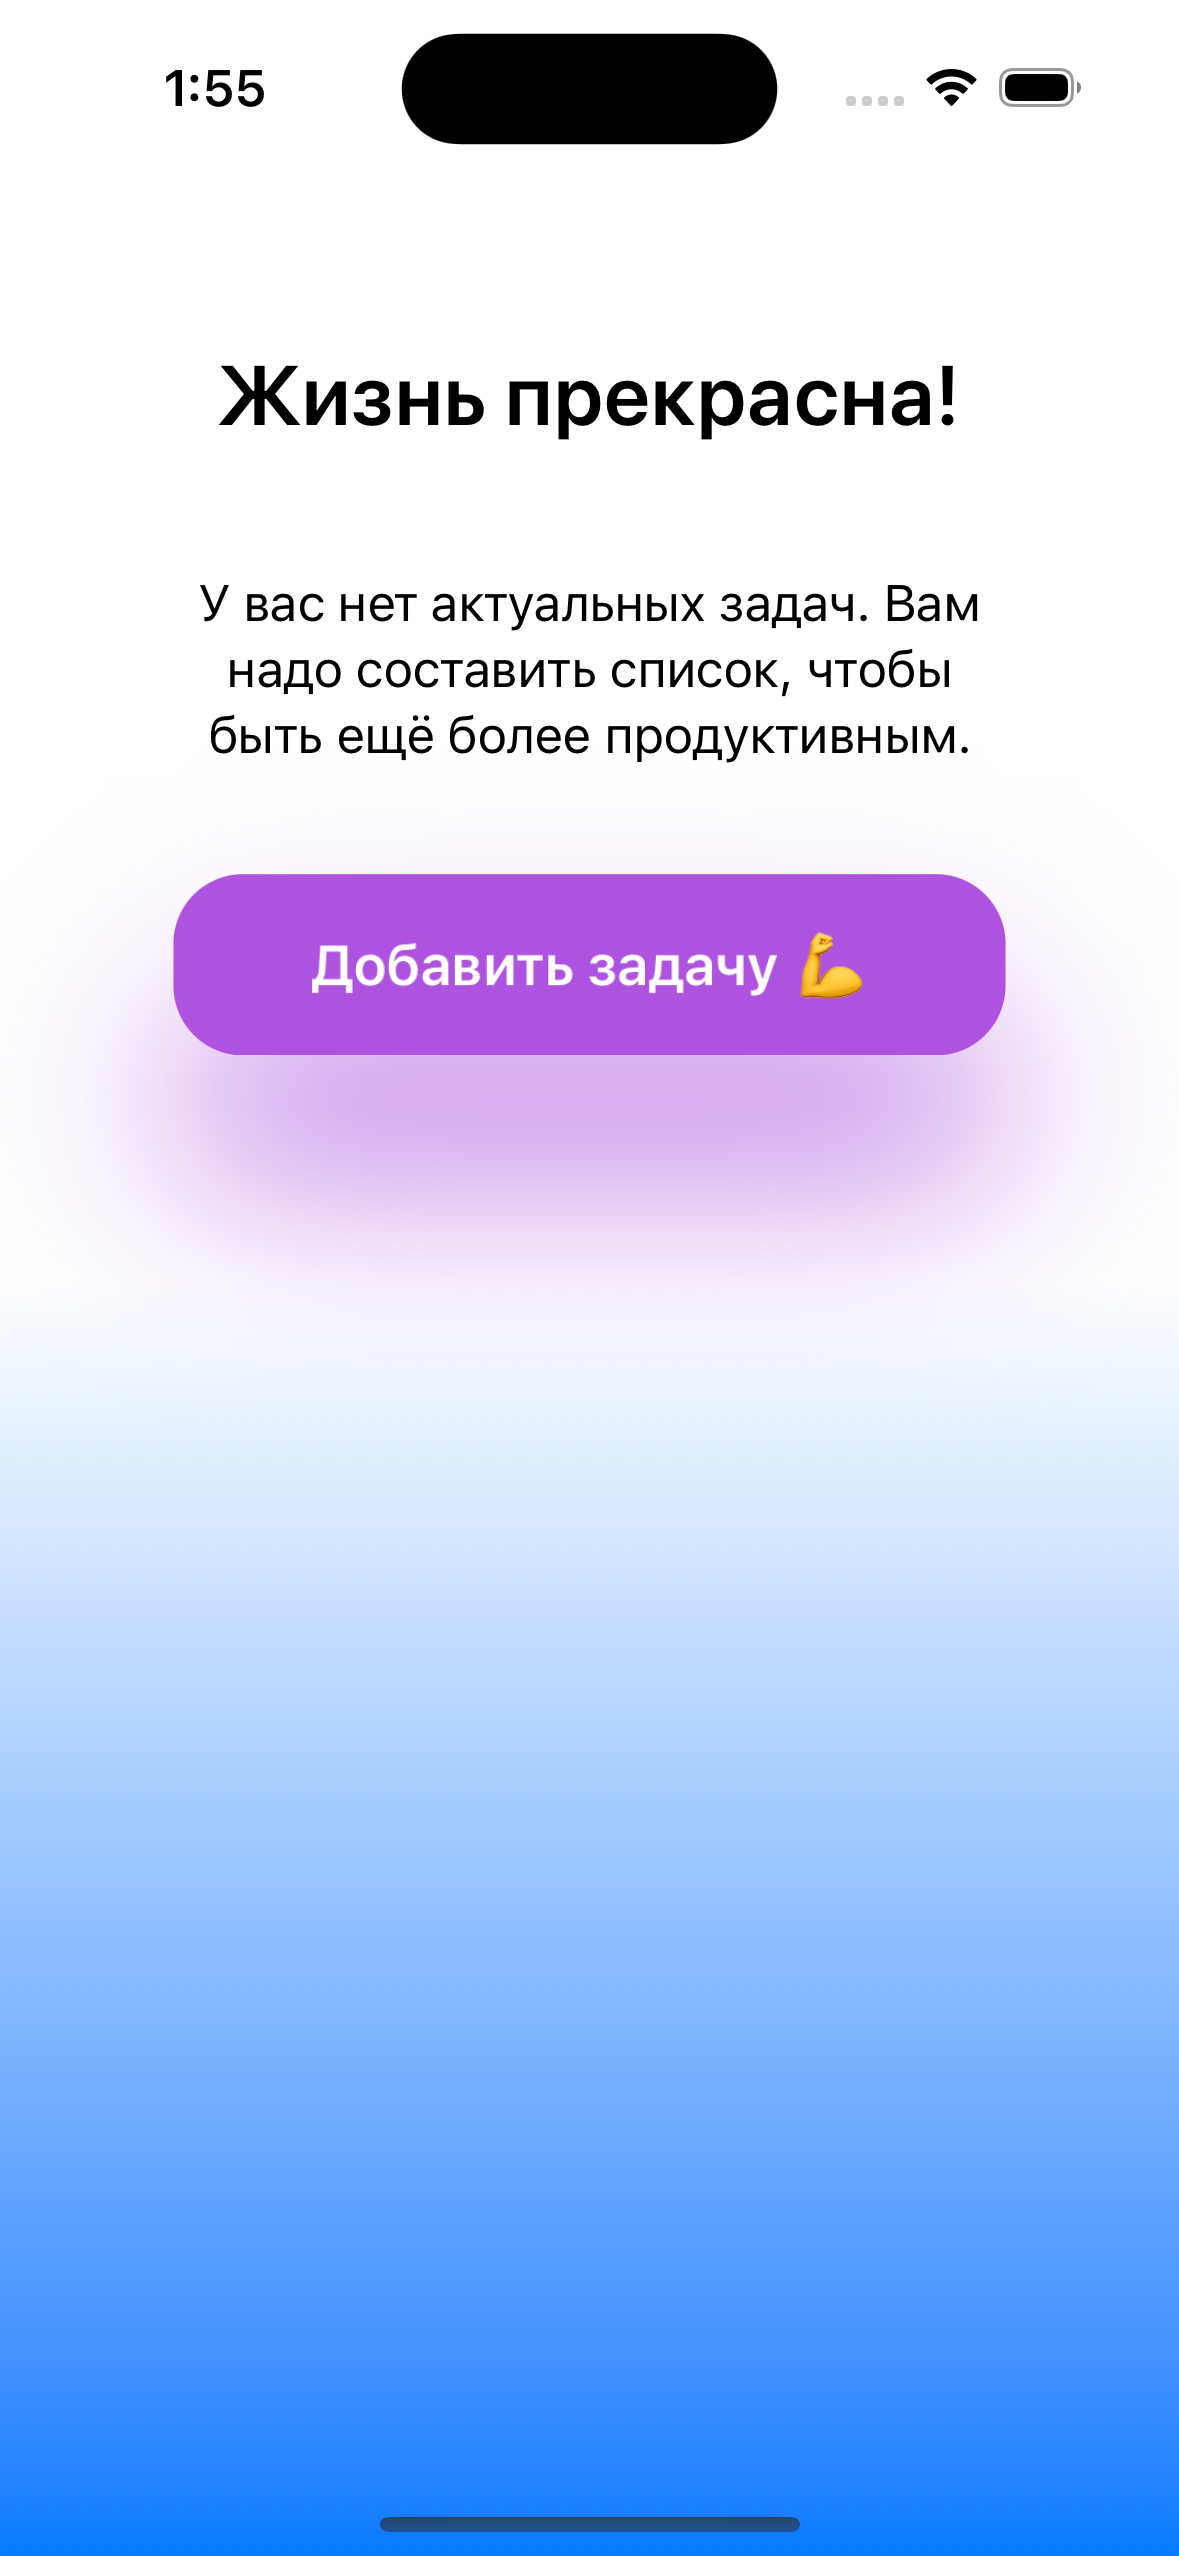 1:55
Жизнь прекрасна!
У вас нет актуальных задач. Вам
надо составить список, чтобы
быть ещё более продуктивным.
Добавить задачу 💪